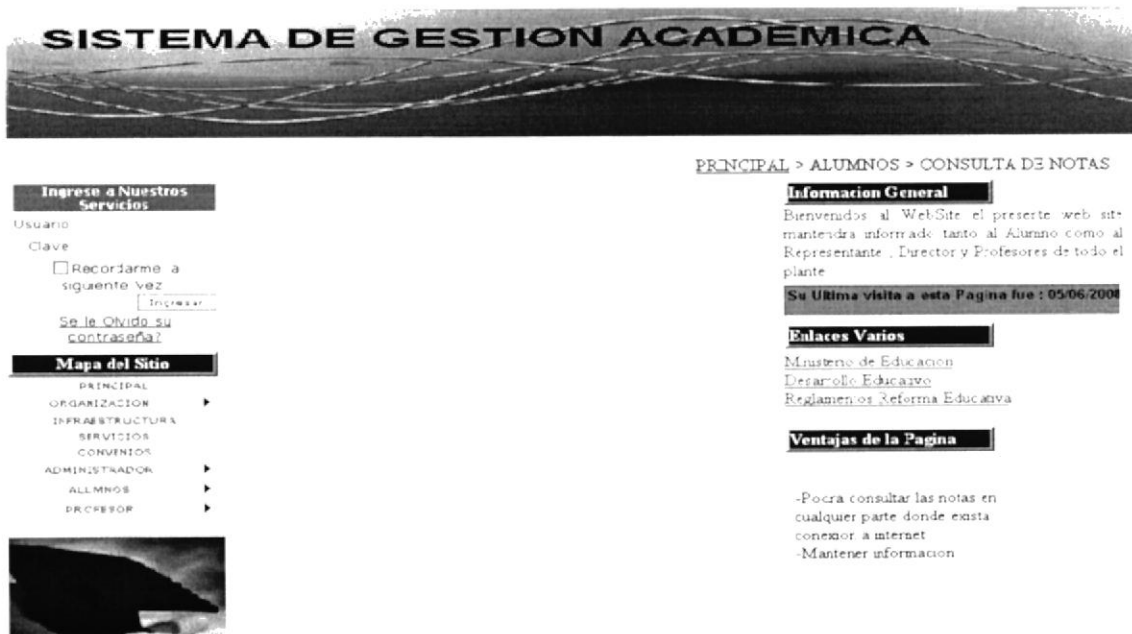 SISTEMA DE GESTION ACADEMICA
PRINCIPAL > ALUMNOS > CONSULTA DE NOTAS
Ingrese a Nuestros
Servicios
Usuario
Clave
Recordarme a
siguiente vez
Ingresar
Se le Olvido su
contraseña?
Mapa del Sitio
PRINCIPAL
ORGANIZACION
INFRAESTRUCTURA
SERVICIOS
CONVENIOS
ADMINISTRADOR
ALUMNOS
PROFESOR
Informacion General
Bienvenidos al WebSite el presente web site
mantendra informado tanto al Alumno como al
Representante , Director y Profesores de todo el
plante
Su Ultima visita a esta Pagina fue : 05/06/2008
Enlaces Varios
Ministerio de Educacion
Desarrollo Educativo
Reglamentos Reforma Educativa
Ventajas de la Pagina
-Podra consultar las notas en
cualquier parte donde exista
conexion a internet
-Mantener informacion